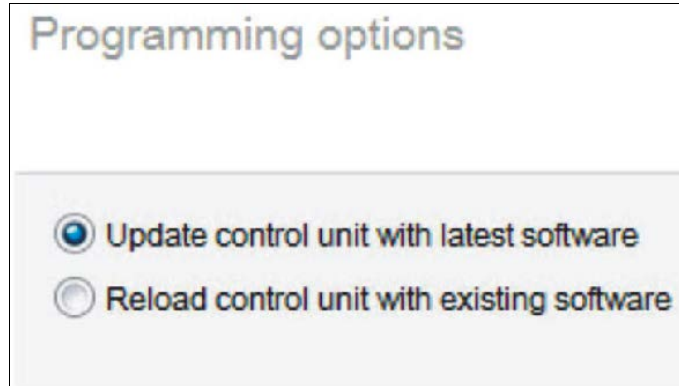 Programming options
Update control unit with latest software
Reload control unit with existing software